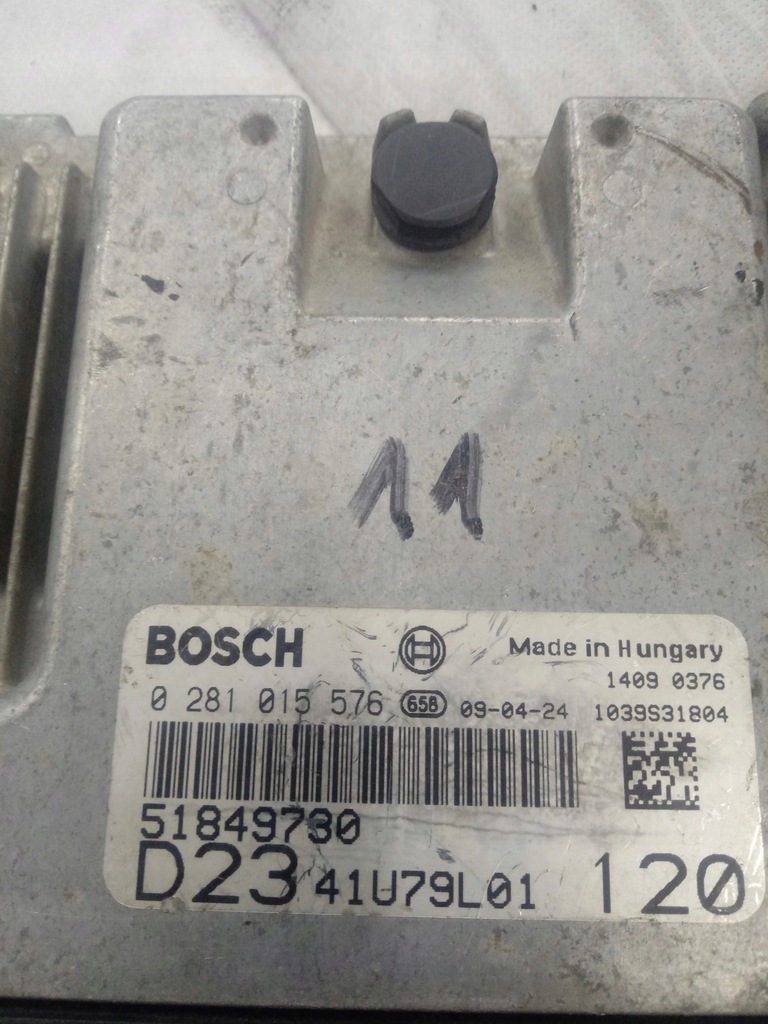 11
BOSCH Made in Hungary
1409 0376
0 281 015 576 658 09-04-24 1039S31804
51849730
D23 41U79L01 120